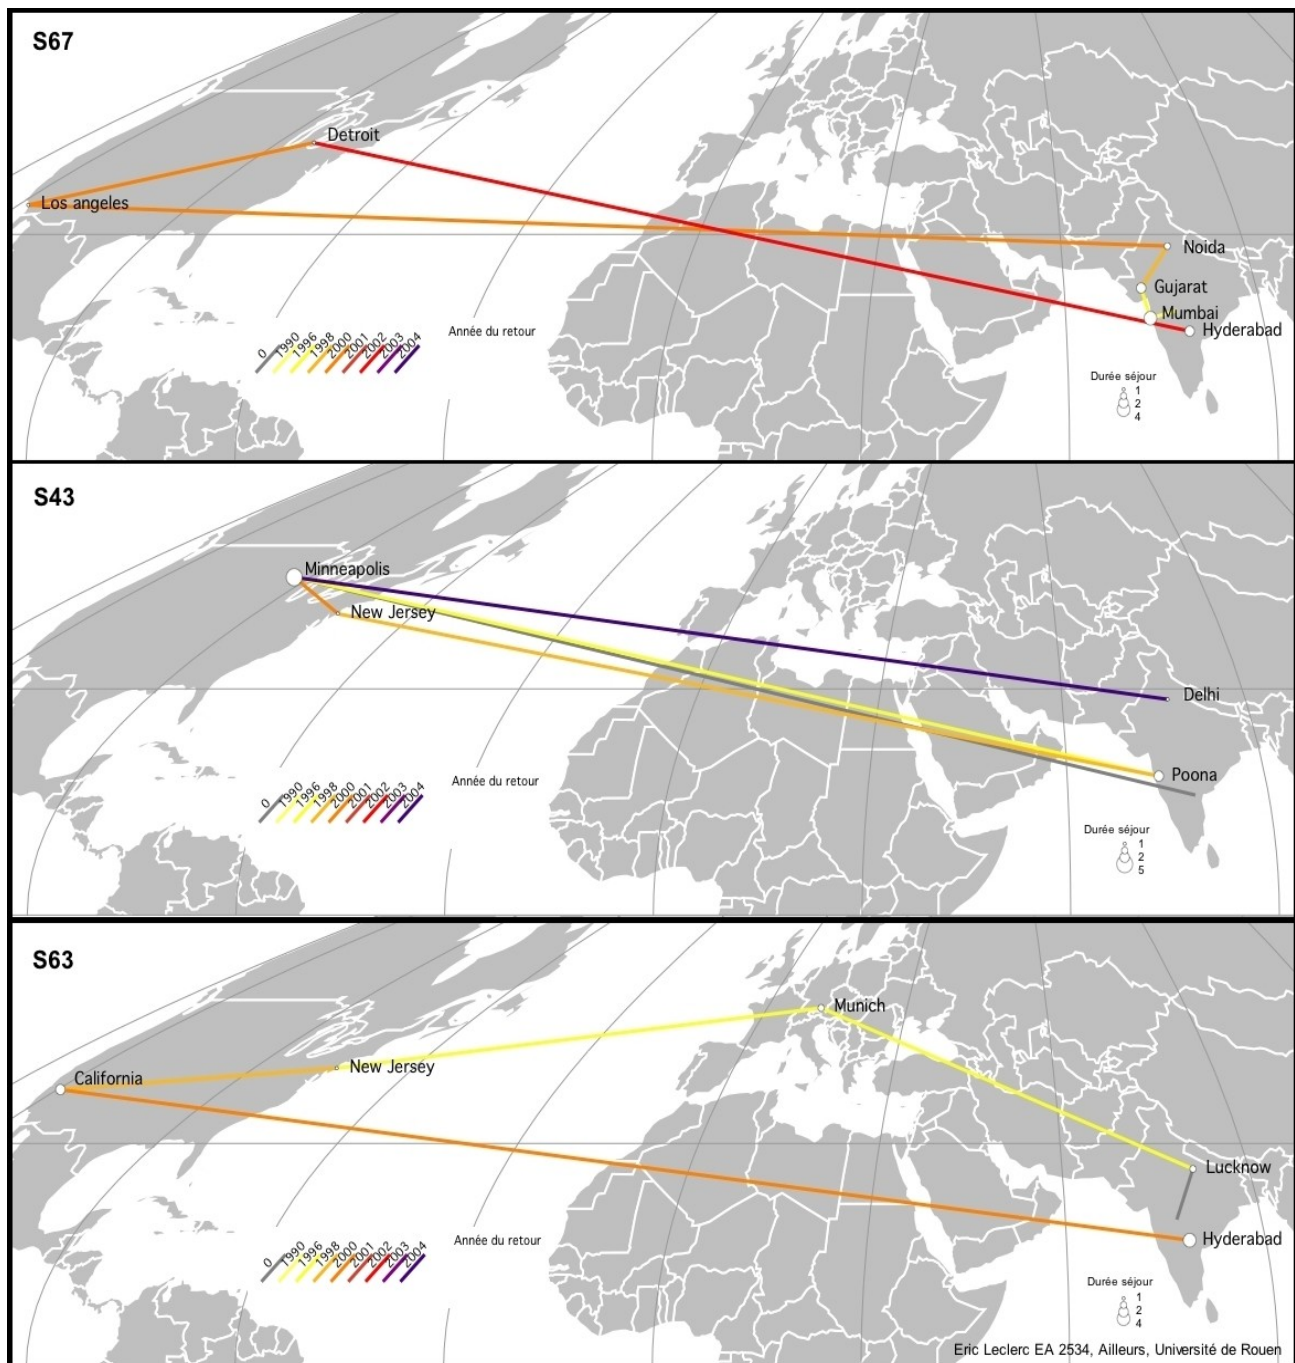 S67
Detroit
Los angeles
Noida
Gujarat
Mumbai
Hyderabad
Année du retour
0 1990 1996 1998 2000 2001 2002 2003 2004
Durée séjour
1
2
4
S43
Minneapolis
New Jersey
Delhi
Poona
Année du retour
0 1990 1996 1998 2000 2001 2002 2003 2004
Durée séjour
1
2
5
S63
Munich
New Jersey
California
Lucknow
Hyderabad
Année du retour
0 1990 1996 1998 2000 2001 2002 2003 2004
Durée séjour
1
2
4
Eric Leclerc EA 2534, Ailleurs, Université de Rouen